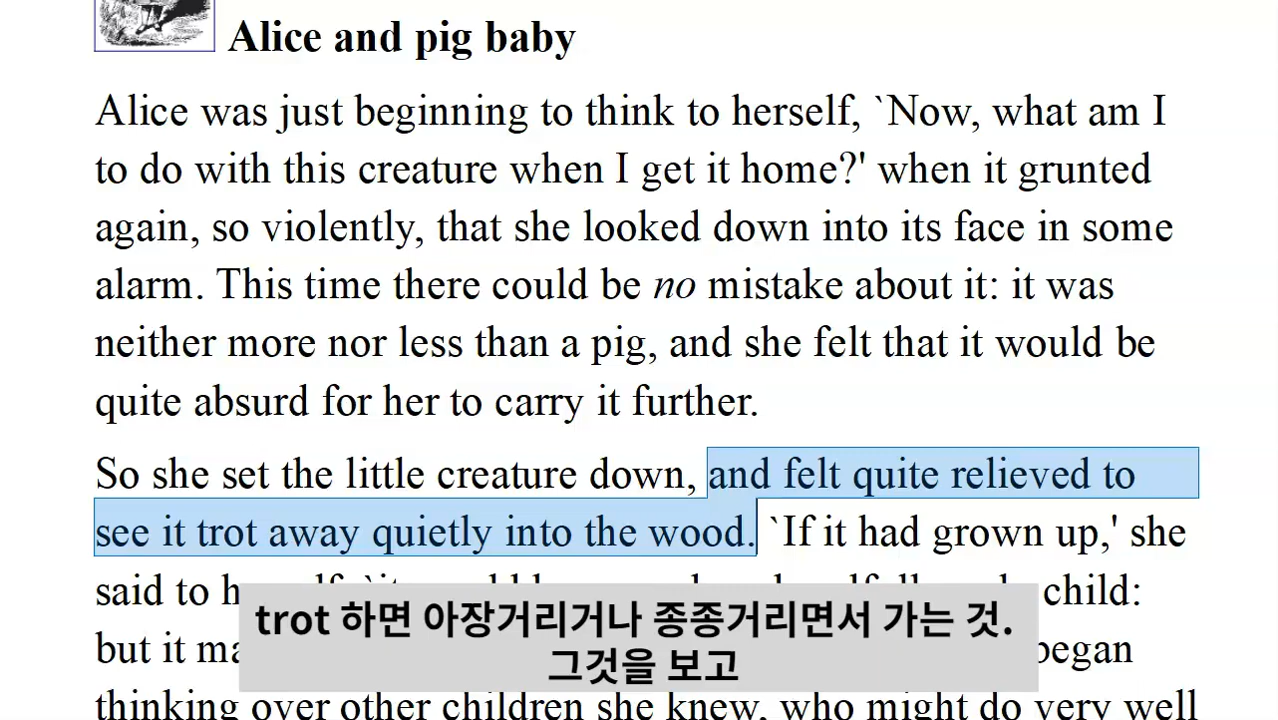 Alice and pig baby
Alice was just beginning to think to herself, `Now, what am I
to do with this creature when I get it home?' when it grunted
again, so violently, that she looked down into its face in some
alarm. This time there could be no mistake about it: it was
neither more nor less than a pig, and she felt that it would be
quite absurd for her to carry it further.
So she set the little creature down, and felt quite relieved to
see it trot away quietly into the wood. `If it had grown up,' she
said to child:
but it began
thinking over other children she knew, who might do very well
trot 하면 아장거리거나 종종거리면서 가는 것.
그것을 보고